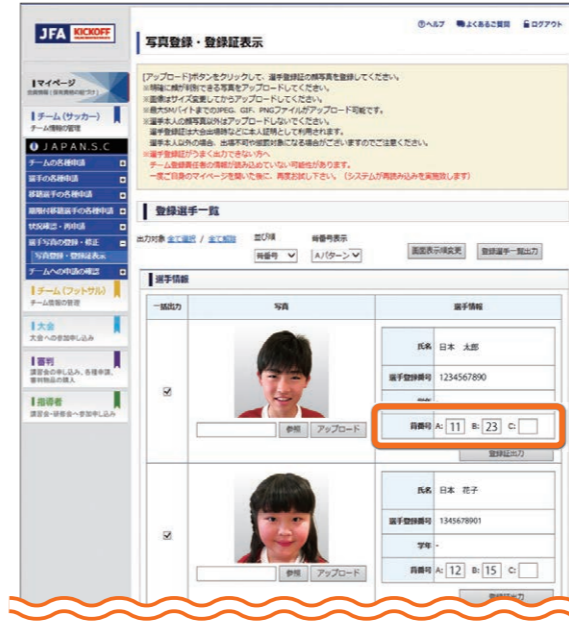 JFA KICKOFF
ヘルプ よくあるご質問 ログアウト
写真登録・登録証表示
マイページ
チーム(サッカー)
チーム情報の管理
JAPAN.S.C
チームの各種申請
選手の各種申請
移籍選手の各種申請
期限付移籍選手の各種申請
状況確認・再申請
選手写真の登録・修正
写真登録・登録証表示
チームへの申請の確認
チーム(フットサル)
チーム情報の管理
大会
大会への参加申し込み
審判
講習会の申し込み、各種申請、
審判物品の購入
指導者
講習会・研修会へ参加申し込み
[アップロード]ボタンをクリックして、選手登録証の顔写真を登録してください。
※明確に顔が判別できる写真をアップロードしてください。
※画像はサイズ変更してからアップロードしてください。
※最大5Mバイトまでの JPEG、GIF、PNGファイルがアップロード可能です。
※選手本人の顔写真以外はアップロードしないでください。
選手登録証は大会出場時などに本人証明として利用されます。
選手本人以外の場合、出場不可や懲罰対象になる場合がございますのでご注意ください。
※選手登録証がうまく出力できない方へ
チーム登録責任者の情報が読み込めていない可能性があります。
一度ご自身のマイページを開いた後に、再度お試し下さい。(システムが再読み込みを実施致します)
登録選手一覧
出力対象 全て選択 / 全て解除 並び順 背番号表示
背番号 Aパターン 画面表示順変更 登録選手一覧出力
選手情報
一括出力 写真 選手情報
氏名 日本 太郎
選手登録番号 1234567890
背番号 A: 11 B: 23 C:
参照 アップロード
登録証出力
氏名 日本 花子
選手登録番号 1345678901
学年 -
背番号 A: 12 B: 15 C:
参照 アップロード
登録証出力